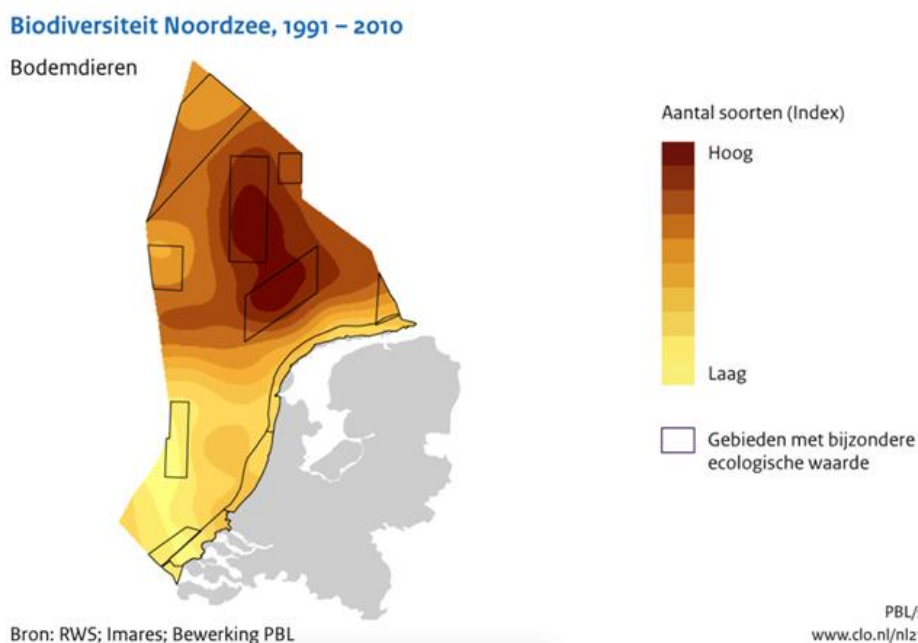 Biodiversiteit Noordzee, 1991 – 2010
Bodemdieren
Aantal soorten (Index)
Hoog
Laag
Gebieden met bijzondere
ecologische waarde
PBL/
Bron: RWS; Imares; Bewerking PBL
www.clo.nl/nl2